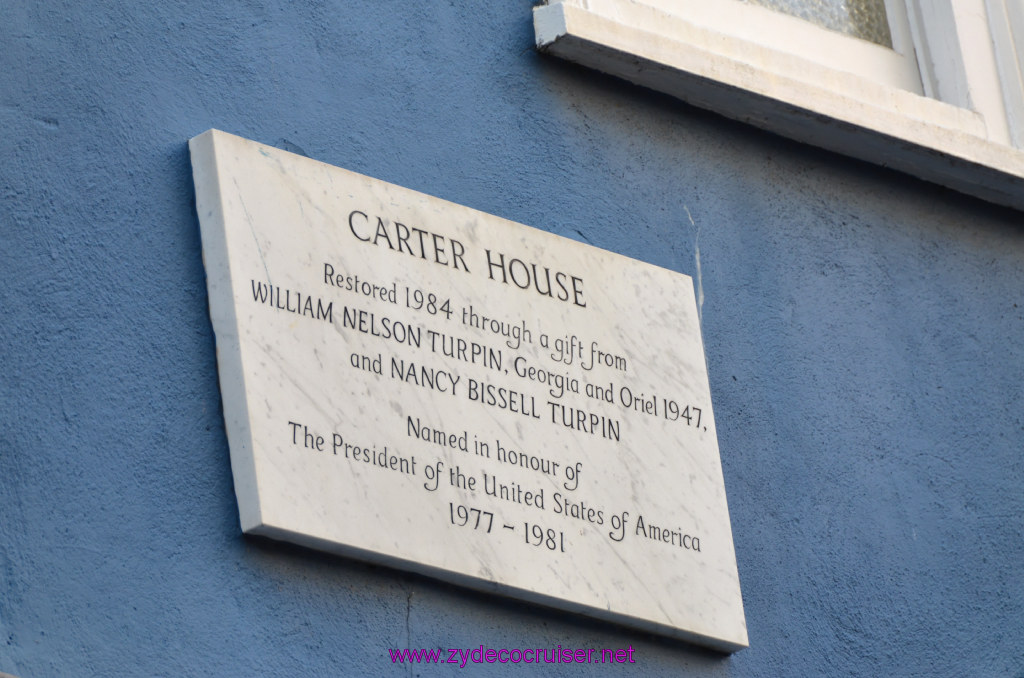 CARTER HOUSE
Restored 1984 through a gift from
WILLIAM NELSON TURPIN, Georgia and Oriel 1947,
and NANCY BISSELL TURPIN
Named in honour of
The President of the United States of America
1977 ~ 1981
www.zydecocruiser.net